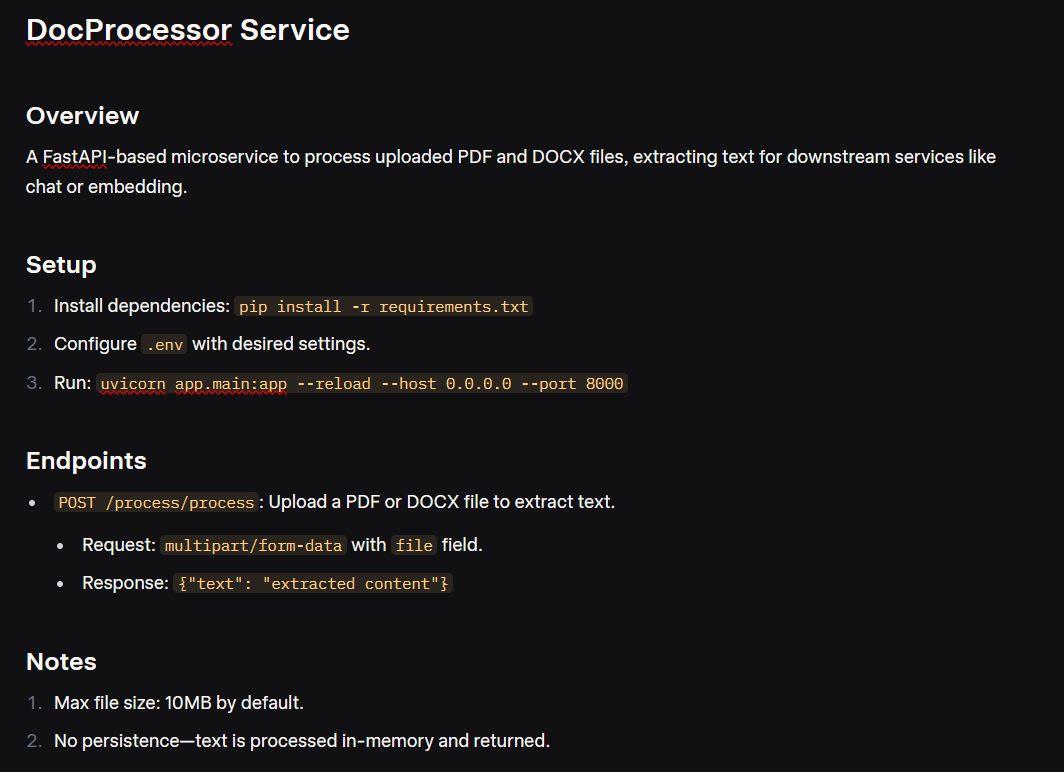 DocProcessor Service
Overview
A FastAPI-based microservice to process uploaded PDF and DOCX files, extracting text for downstream services like
chat or embedding.
Setup
1. Install dependencies: pip install -r requirements.txt
2. Configure .env with desired settings.
3. Run: uvicorn app.main:app --reload --host 0.0.0.0 --port 8000
Endpoints
• POST /process/process: Upload a PDF or DOCX file to extract text.
• Request: multipart/form-data with file field.
• Response: {"text": "extracted content"}
Notes
1. Max file size: 10MB by default.
2. No persistence—text is processed in-memory and returned.